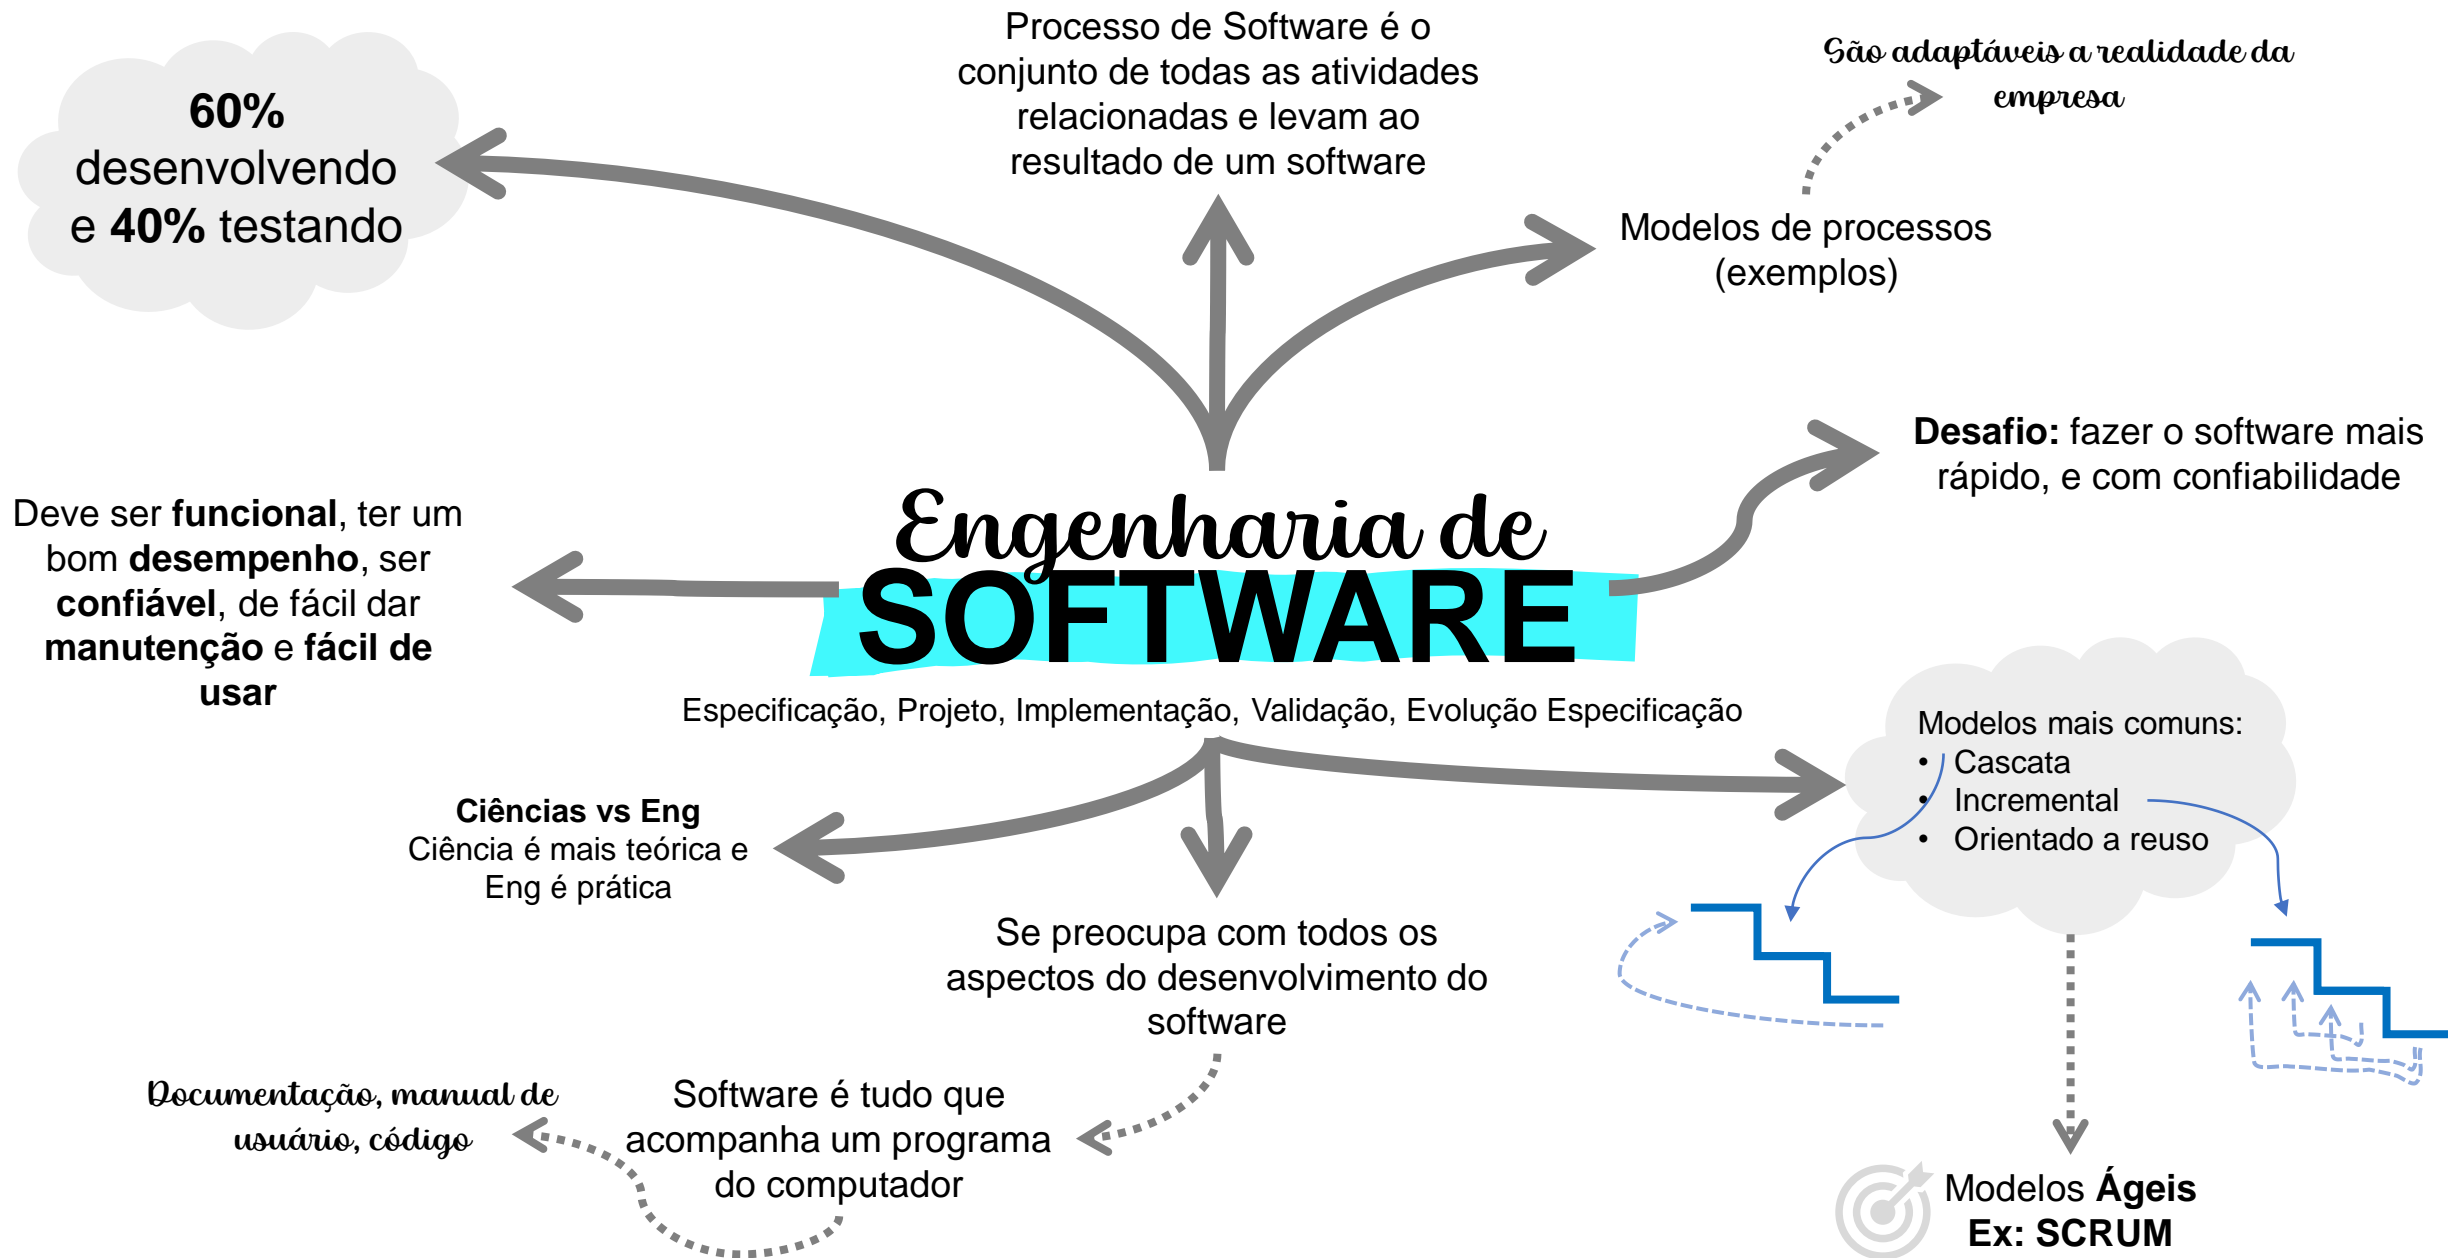 Processo de Software é o
conjunto de todas as atividades
relacionadas e levam ao
resultado de um software
São adaptáveis a realidade da
empresa
60%
desenvolvendo
e 40% testando
Modelos de processos
(exemplos)
Desafio: fazer o software mais
rápido, e com confiabilidade
Deve ser funcional, ter um
bom desempenho, ser
confiável, de fácil dar
manutenção e fácil de
usar
Engenharia de
SOFTWARE
Especificação, Projeto, Implementação, Validação, Evolução Especificação
Modelos mais comuns:
• Cascata
• Incremental
• Orientado a reuso
Ciências vs Eng
Ciência é mais teórica e
Eng é prática
Se preocupa com todos os
aspectos do desenvolvimento do
software
Software é tudo que
acompanha um programa
do computador
Documentação, manual de
usuário, código
Modelos Ágeis
Ex: SCRUM